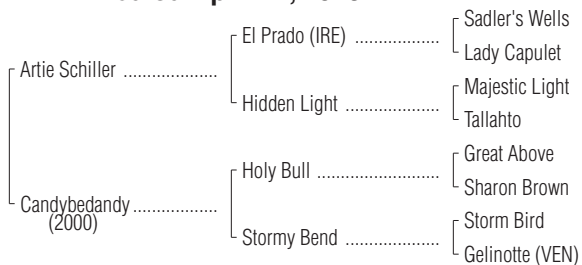 Sadler's Wells
El Prado (IRE) .....................
Lady Capulet
Artie Schiller .....................
Majestic Light
Hidden Light .....................
Tallahto
Great Above
Holy Bull .....................
Sharon Brown
Candybedandy ..................
(2000)
Storm Bird
Stormy Bend .....................
Gelinotte (VEN)